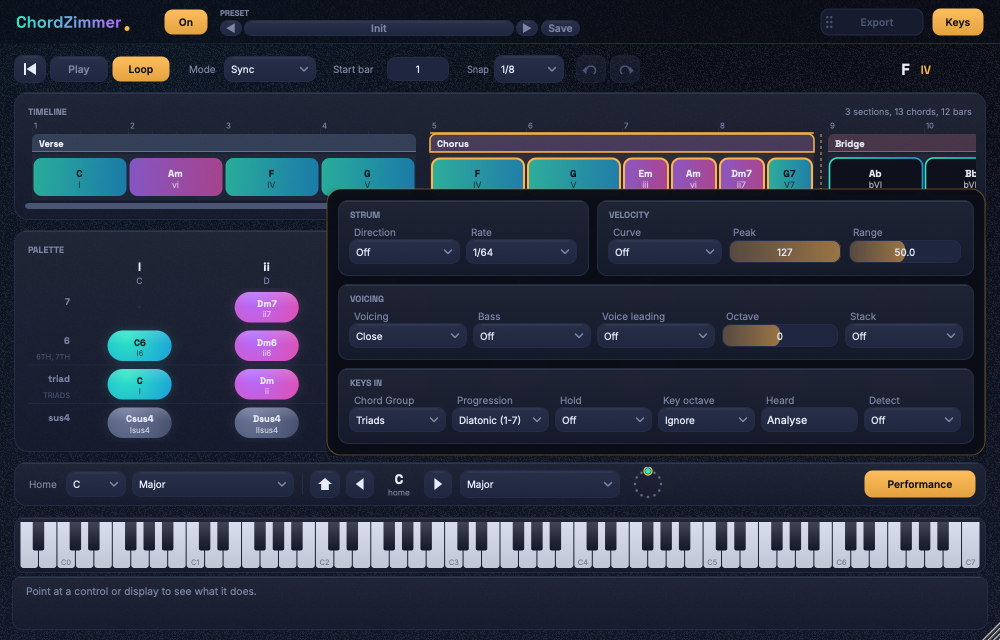 ChordZimmer.
On
PRESET
Init
Save
Export
Keys
Play
Loop
Mode
Sync
Start bar
1
Snap
1/8
F IV
TIMELINE
3 sections, 13 chords, 12 bars
1 2 3 4 5 6 7 8 9 10
Verse
Chorus
Bridge
C Am F G F G Em Am Dm7 G7 Ab
I vi IV V IV V iii vi ii7 V7 bVI
PALETTE
I
C
ii
D
7
Dm7
ii7
6
6TH, 7TH
C6
I6
Dm6
ii6
triad
TRIADS
C
I
Dm
ii
sus4
Csus4
Isus4
Dsus4
IIsus4
STRUM
Direction
Rate
Off
1/64
VELOCITY
Curve
Peak
Range
Off
127
50.0
VOICING
Voicing
Bass
Voice leading
Octave
Stack
Close
Off
Off
0
Off
KEYS IN
Chord Group
Progression
Hold
Key octave
Heard
Detect
Triads
Diatonic (1-7)
Off
Ignore
Analyse
Off
Home
C
Major
C
home
Major
Performance
C0 C1 C2 C3 C4 C5 C6 C7
Point at a control or display to see what it does.